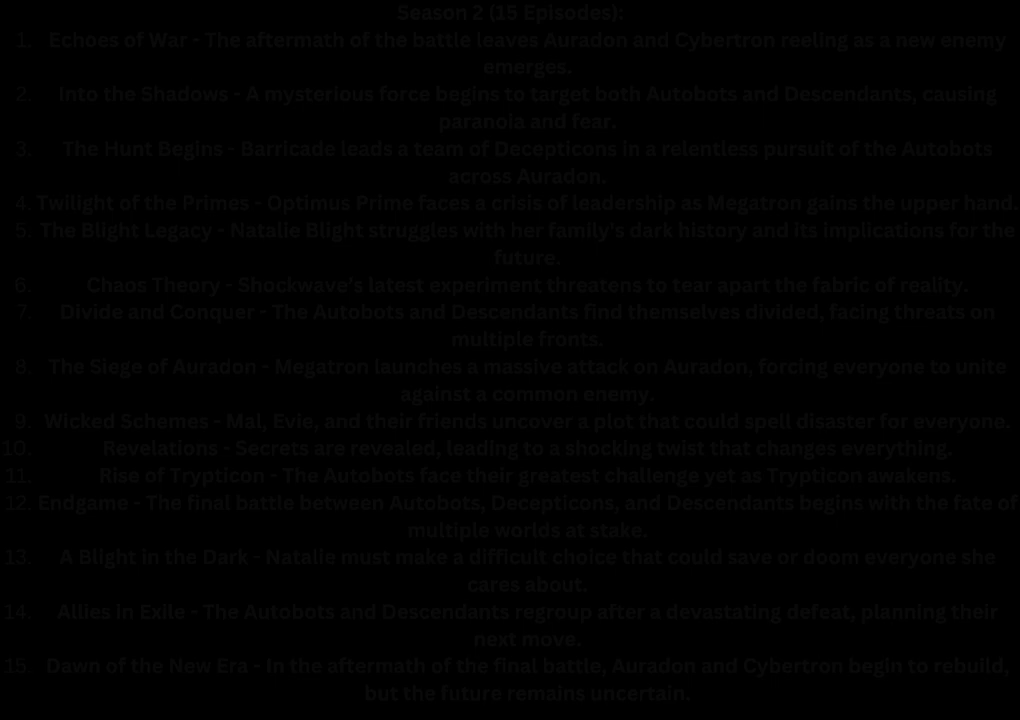 Season 2 (15 Episodes):
1. Echoes of War - The aftermath of the battle leaves Auradon and Cybertron reeling as a new enemy
emerges.
2. Into the Shadows - A mysterious force begins to target both Autobots and Descendants, causing
paranoia and fear.
3. The Hunt Begins - Barricade leads a team of Decepticons in a relentless pursuit of the Autobots
across Auradon.
4. Twilight of the Primes - Optimus Prime faces a crisis of leadership as Megatron gains the upper hand.
5. The Blight Legacy - Natalie Blight struggles with her family's dark history and its implications for the
future.
6. Chaos Theory - Shockwave's latest experiment threatens to tear apart the fabric of reality.
7. Divide and Conquer - The Autobots and Descendants find themselves divided, facing threats on
multiple fronts.
8. The Siege of Auradon - Megatron launches a massive attack on Auradon, forcing everyone to unite
against a common enemy.
9. Wicked Schemes - Mal, Evie, and their friends uncover a plot that could spell disaster for everyone.
10. Revelations - Secrets are revealed, leading to a shocking twist that changes everything.
11. Rise of Trypticon - The Autobots face their greatest challenge yet as Trypticon awakens.
12. Endgame - The final battle between Autobots, Decepticons, and Descendants begins with the fate of
multiple worlds at stake.
13. A Blight in the Dark - Natalie must make a difficult choice that could save or doom everyone she
cares about.
14. Allies in Exile - The Autobots and Descendants regroup after a devastating defeat, planning their
next move.
15. Dawn of the New Era - In the aftermath of the final battle, Auradon and Cybertron begin to rebuild,
but the future remains uncertain.